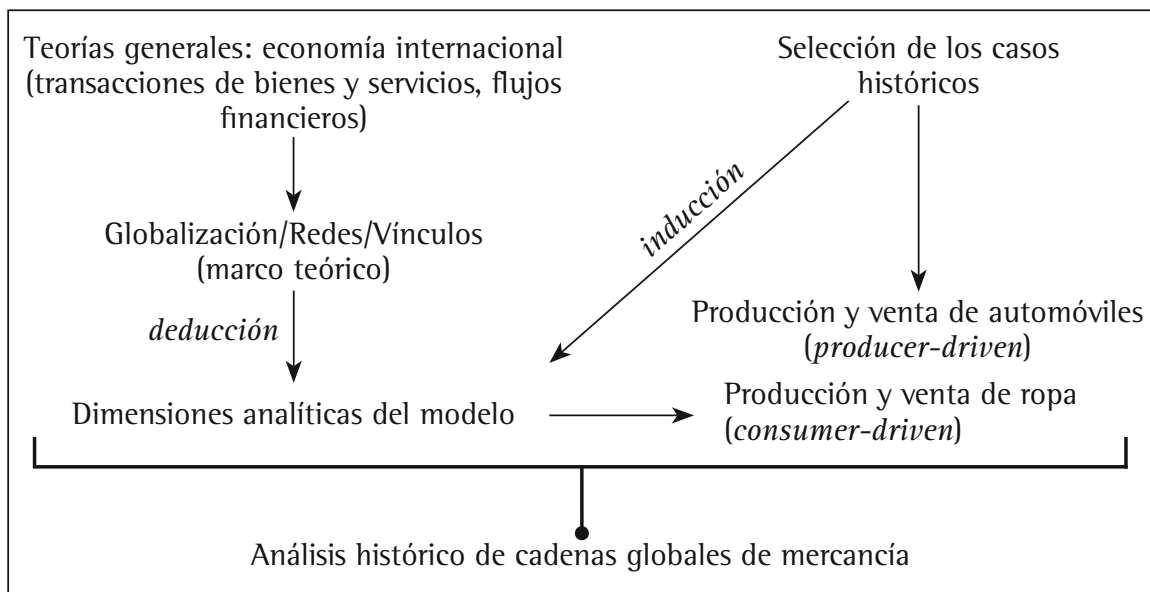 Teorías generales: economía internacional
(transacciones de bienes y servicios, flujos
financieros)
Selección de los casos
históricos
inducción
Globalización/Redes/Vínculos
(marco teórico)
deducción
Producción y venta de automóviles
(producer-driven)
Dimensiones analíticas del modelo
Producción y venta de ropa
(consumer-driven)
Análisis histórico de cadenas globales de mercancía